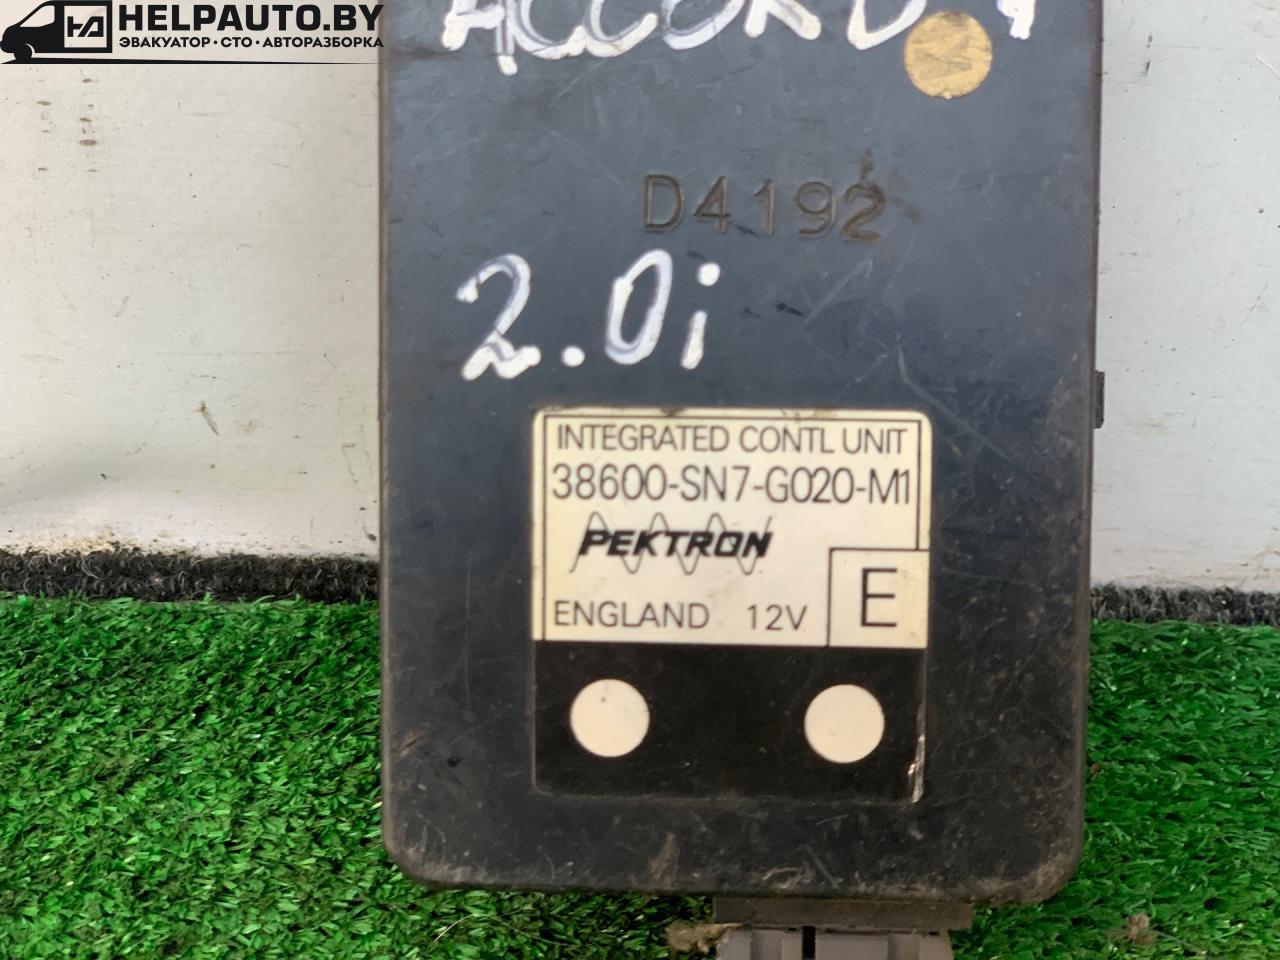 HELPAUTO.BY
ЭВАКУАТОР · СТО · АВТОРАЗБОРКА
ACCORD
D4192
2.0i
INTEGRATED CONTL UNIT
38600-SN7-G020-M1
PEKTRON
E
ENGLAND 12V